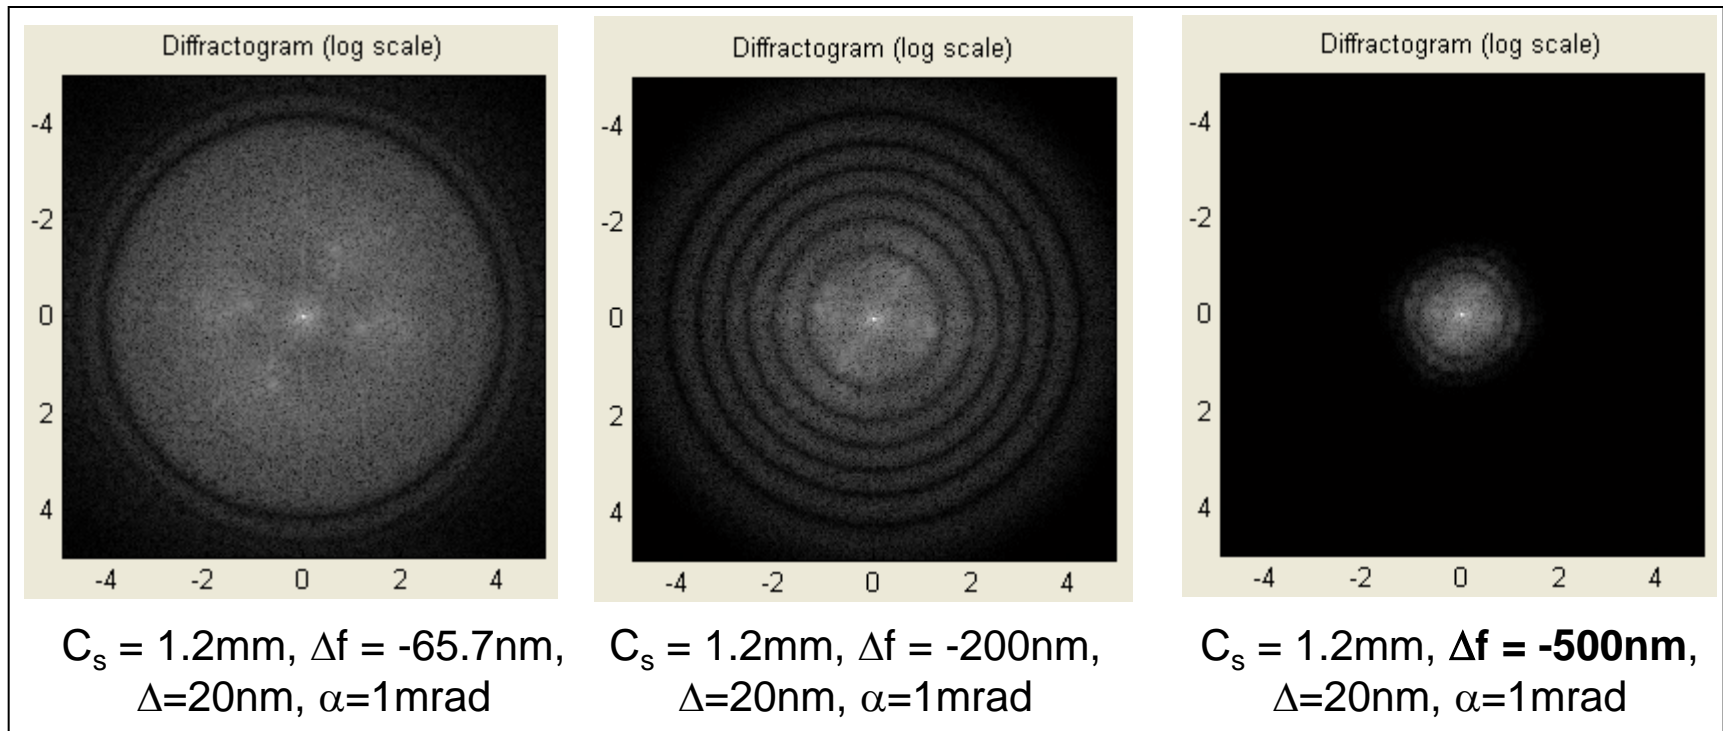 Diffractogram (log scale)
-4
-2
0
2
4
-4 -2 0 2 4
C_s = 1.2mm, Δf = -65.7nm,
Δ=20nm, α=1mrad
Diffractogram (log scale)
-4
-2
0
2
4
-4 -2 0 2 4
C_s = 1.2mm, Δf = -200nm,
Δ=20nm, α=1mrad
Diffractogram (log scale)
-4
-2
0
2
4
-4 -2 0 2 4
C_s = 1.2mm, Δf = -500nm,
Δ=20nm, α=1mrad